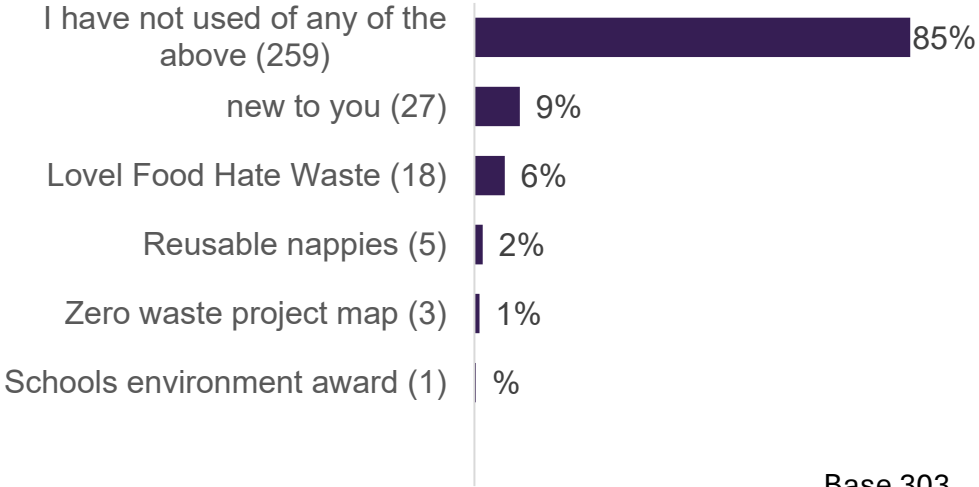 I have not used of any of the
above (259)
85%
new to you (27)
9%
Lovel Food Hate Waste (18)
6%
Reusable nappies (5)
2%
Zero waste project map (3)
1%
Schools environment award (1)
%
Base 303